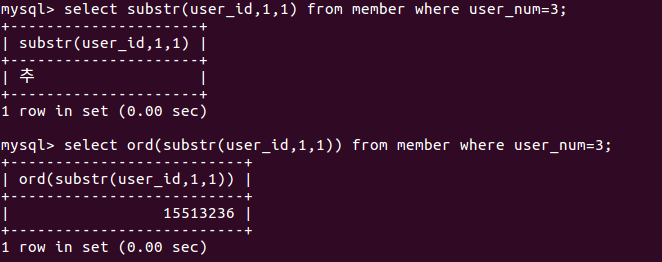 mysql> select substr(user_id,1,1) from member where user_num=3;
+---------------------+
| substr(user_id,1,1) |
+---------------------+
| 추                  |
+---------------------+
1 row in set (0.00 sec)
mysql> select ord(substr(user_id,1,1)) from member where user_num=3;
+--------------------------+
| ord(substr(user_id,1,1)) |
+--------------------------+
|                 15513236 |
+--------------------------+
1 row in set (0.00 sec)